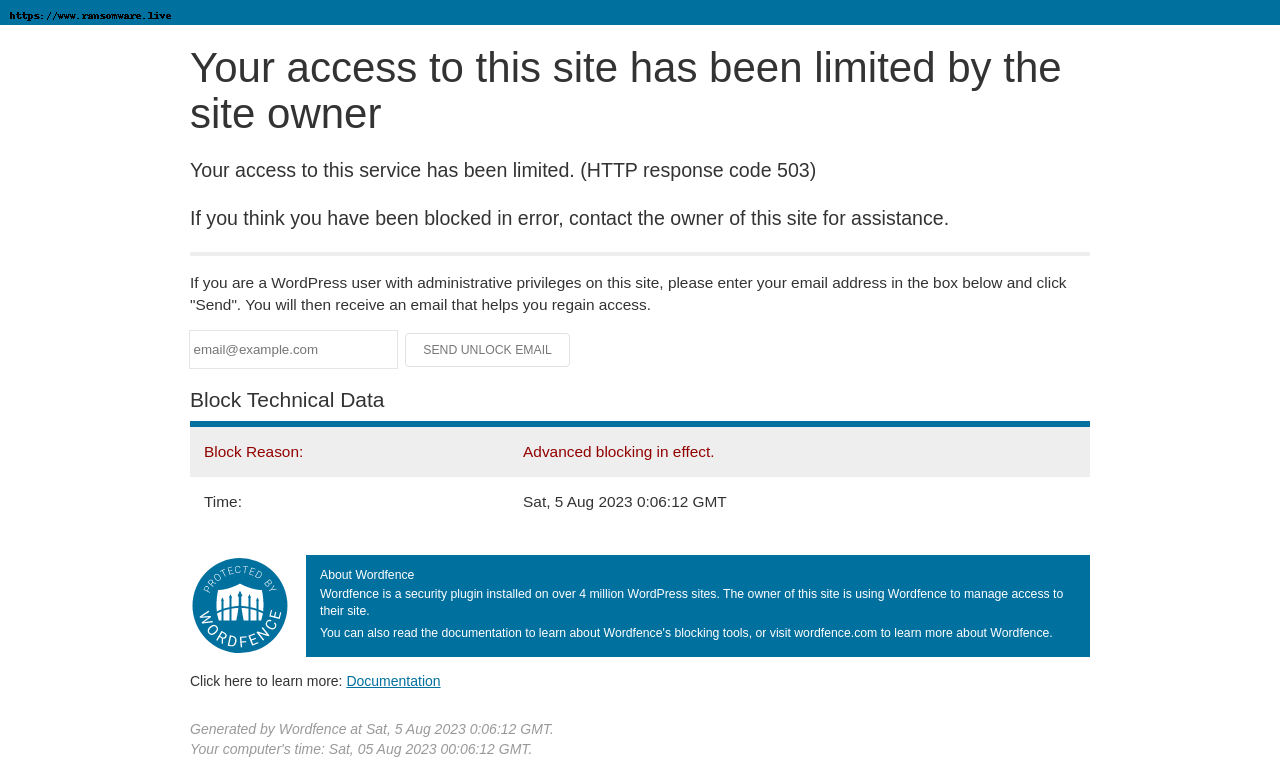 https://www.ransomware.live
Your access to this site has been limited by the
site owner
Your access to this service has been limited. (HTTP response code 503)
If you think you have been blocked in error, contact the owner of this site for assistance.
If you are a WordPress user with administrative privileges on this site, please enter your email address in the box below and click
"Send". You will then receive an email that helps you regain access.
email@example.com SEND UNLOCK EMAIL
Block Technical Data
Block Reason: Advanced blocking in effect.
Time: Sat, 5 Aug 2023 0:06:12 GMT
PROTECTED BY
WORDFENCE
About Wordfence
Wordfence is a security plugin installed on over 4 million WordPress sites. The owner of this site is using Wordfence to manage access to
their site.
You can also read the documentation to learn about Wordfence's blocking tools, or visit wordfence.com to learn more about Wordfence.
Click here to learn more: Documentation
Generated by Wordfence at Sat, 5 Aug 2023 0:06:12 GMT.
Your computer's time: Sat, 05 Aug 2023 00:06:12 GMT.